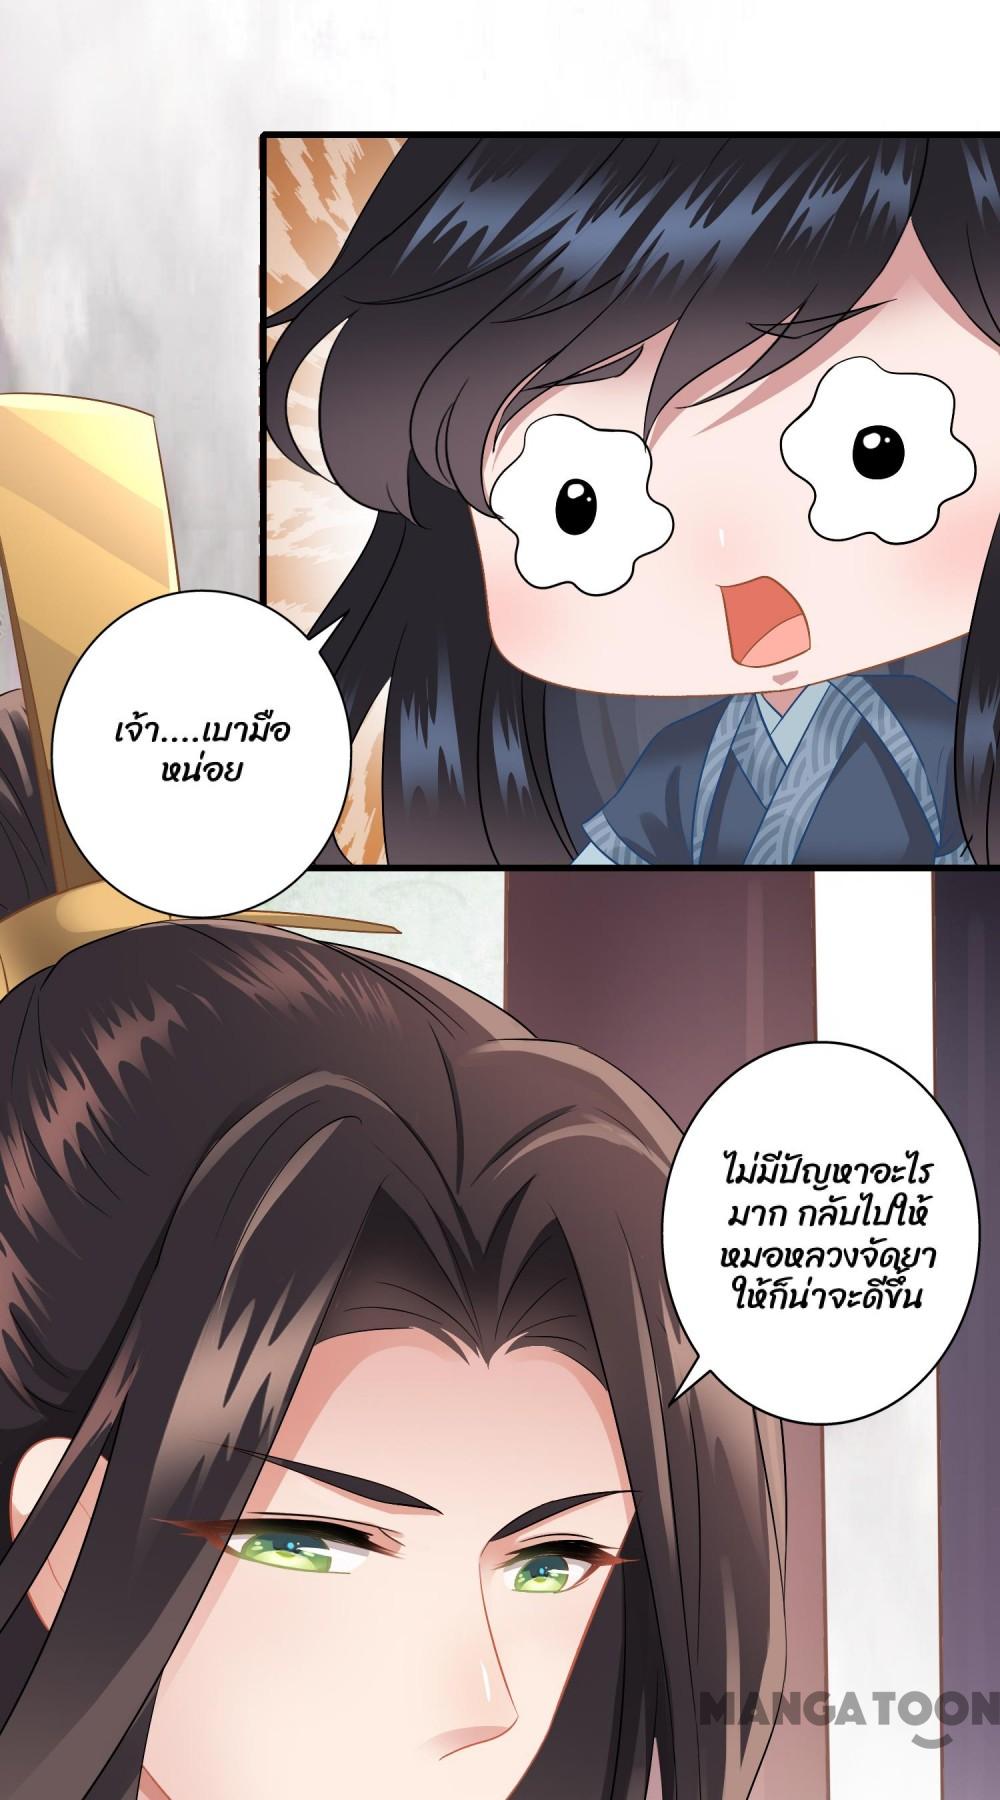 เจ้า....เบามือ
หน่อย
ไม่มีปัญหาอะไร
มาก กลับไปให้
หมอหลวงจัดยา
ให้ก็น่าจะดีขึ้น
MANGATOON